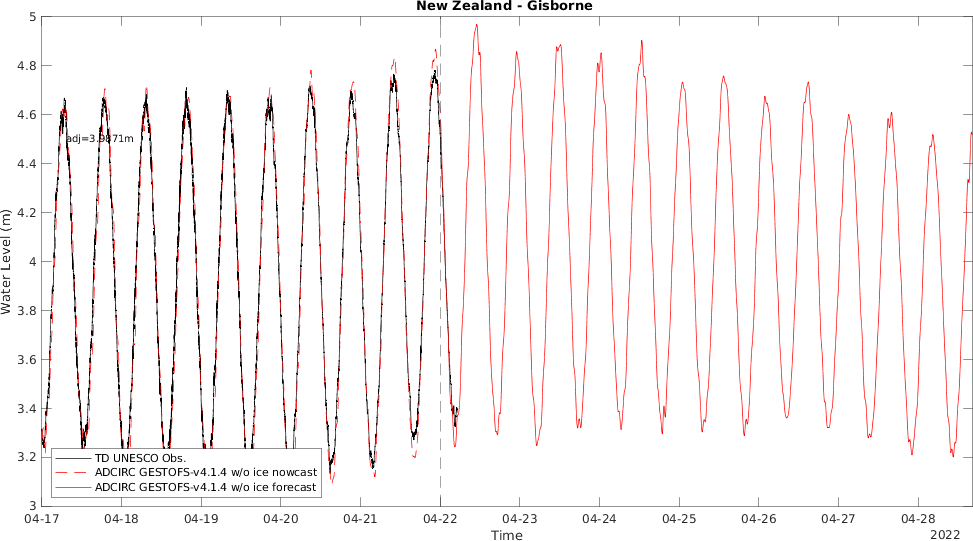 New Zealand - Gisborne
5
4.8
4.6
adj=3.9871m
4.4
4.2
4
3.8
3.6
3.4
3.2
3
Water Level (m)
TD UNESCO Obs.
ADCIRC GESTOFS-v4.1.4 w/o ice nowcast
ADCIRC GESTOFS-v4.1.4 w/o ice forecast
04-17 04-18 04-19 04-20 04-21 04-22 04-23 04-24 04-25 04-26 04-27 04-28
2022
Time